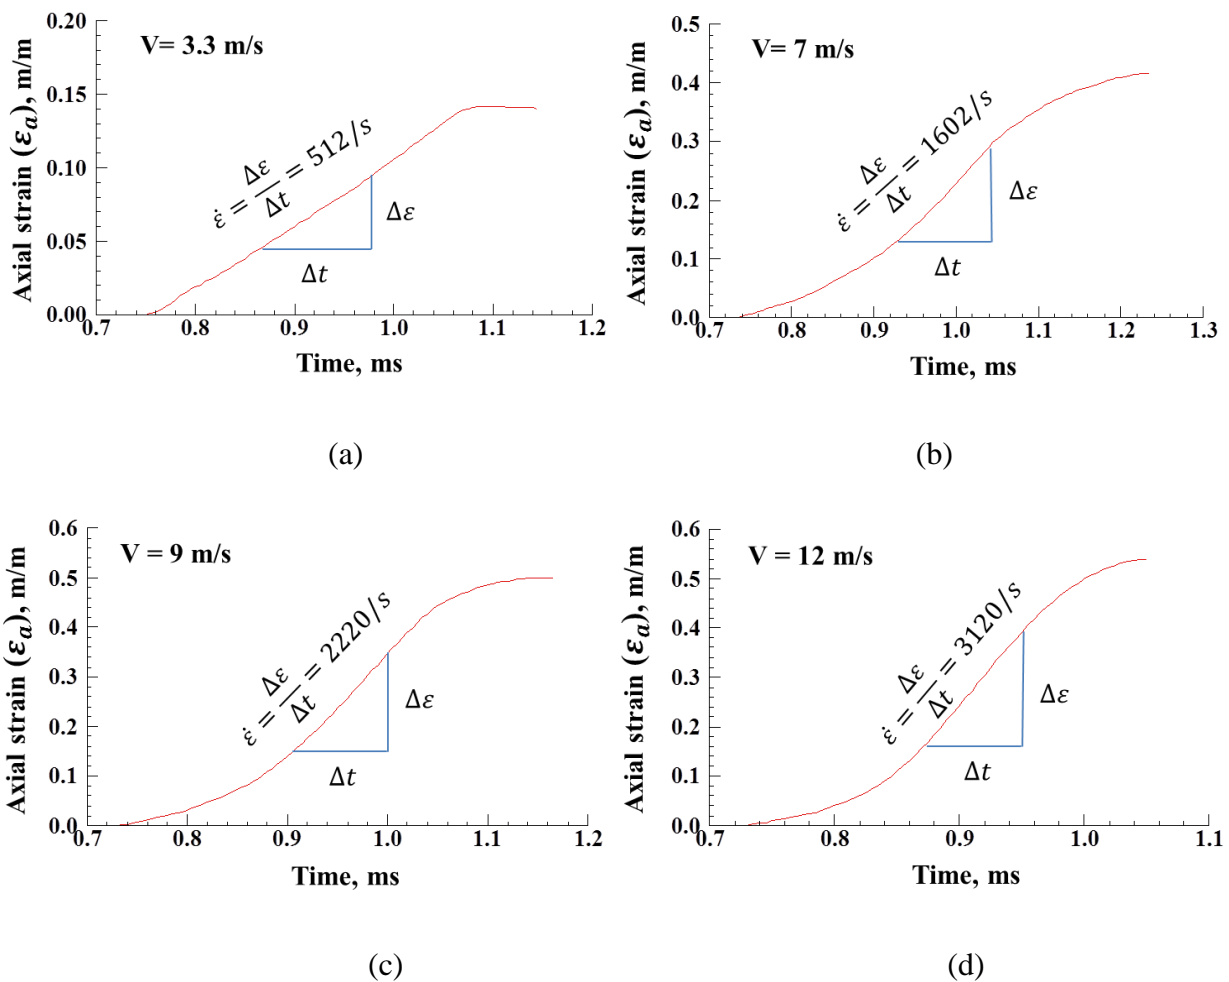 V= 3.3 m/s
Axial strain (ε_a), m/m
0.20
0.15
0.10
0.05
0.00
ε̇ = Δε/Δt = 512/s
Δε
Δt
0.7 0.8 0.9 1.0 1.1 1.2
Time, ms
(a)
V= 7 m/s
Axial strain (ε_a), m/m
0.5
0.4
0.3
0.2
0.1
0.0
ε̇ = Δε/Δt = 1602/s
Δε
Δt
0.7 0.8 0.9 1.0 1.1 1.2 1.3
Time, ms
(b)
V = 9 m/s
Axial strain (ε_a), m/m
0.6
0.5
0.4
0.3
0.2
0.1
0.0
ε̇ = Δε/Δt = 2220/s
Δε
Δt
0.7 0.8 0.9 1.0 1.1 1.2
Time, ms
(c)
V = 12 m/s
Axial strain (ε_a), m/m
0.6
0.5
0.4
0.3
0.2
0.1
0.0
ε̇ = Δε/Δt = 3120/s
Δε
Δt
0.7 0.8 0.9 1.0 1.1
Time, ms
(d)